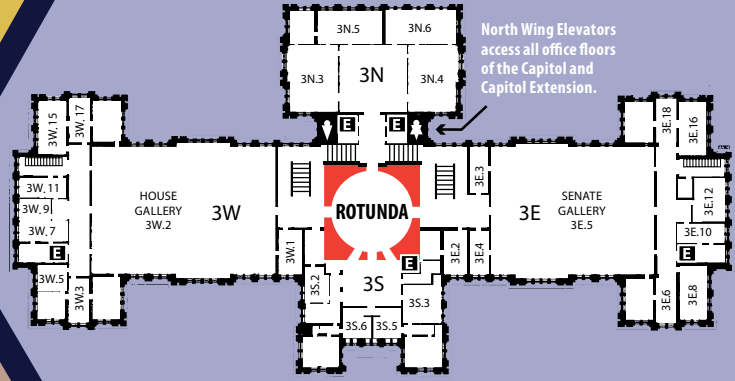 3N.5
3N.6
North Wing Elevators
access all office floors
of the Capitol and
Capitol Extension.
3N.3
3N
3N.4
E
E
3W.15
3W.17
3E.18
3E.16
3W.11
3W.9
3W.7
E
3W.5
3W.3
HOUSE
GALLERY
3W.2
3W
3W.1
ROTUNDA
3E.3
3E
SENATE
GALLERY
3E.5
3E.12
3E.10
E
3E.2
3E.4
3E.6
3E.8
E
3S
3S.2
3S.3
3S.6
3S.5